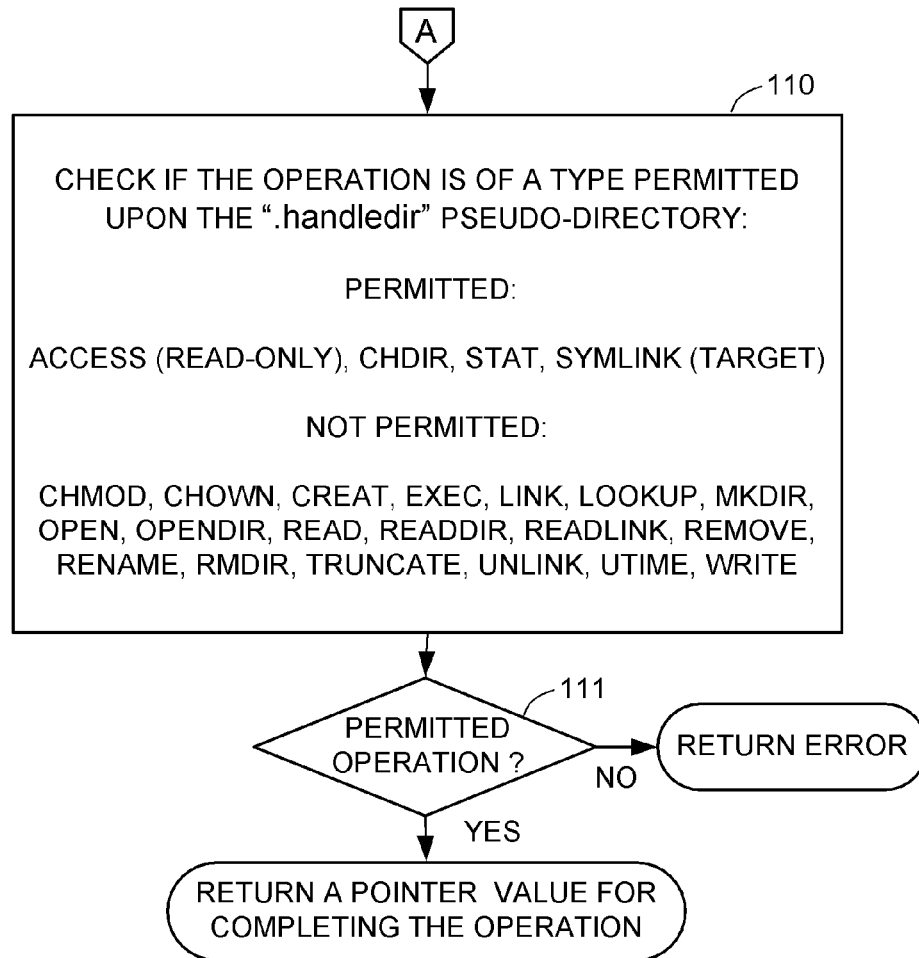 A
110
CHECK IF THE OPERATION IS OF A TYPE PERMITTED
UPON THE “.handledir” PSEUDO-DIRECTORY:
PERMITTED:
ACCESS (READ-ONLY), CHDIR, STAT, SYMLINK (TARGET)
NOT PERMITTED:
CHMOD, CHOWN, CREAT, EXEC, LINK, LOOKUP, MKDIR,
OPEN, OPENDIR, READ, READDIR, READLINK, REMOVE,
RENAME, RMDIR, TRUNCATE, UNLINK, UTIME, WRITE
111
PERMITTED
OPERATION ?
NO
RETURN ERROR
YES
RETURN A POINTER VALUE FOR
COMPLETING THE OPERATION